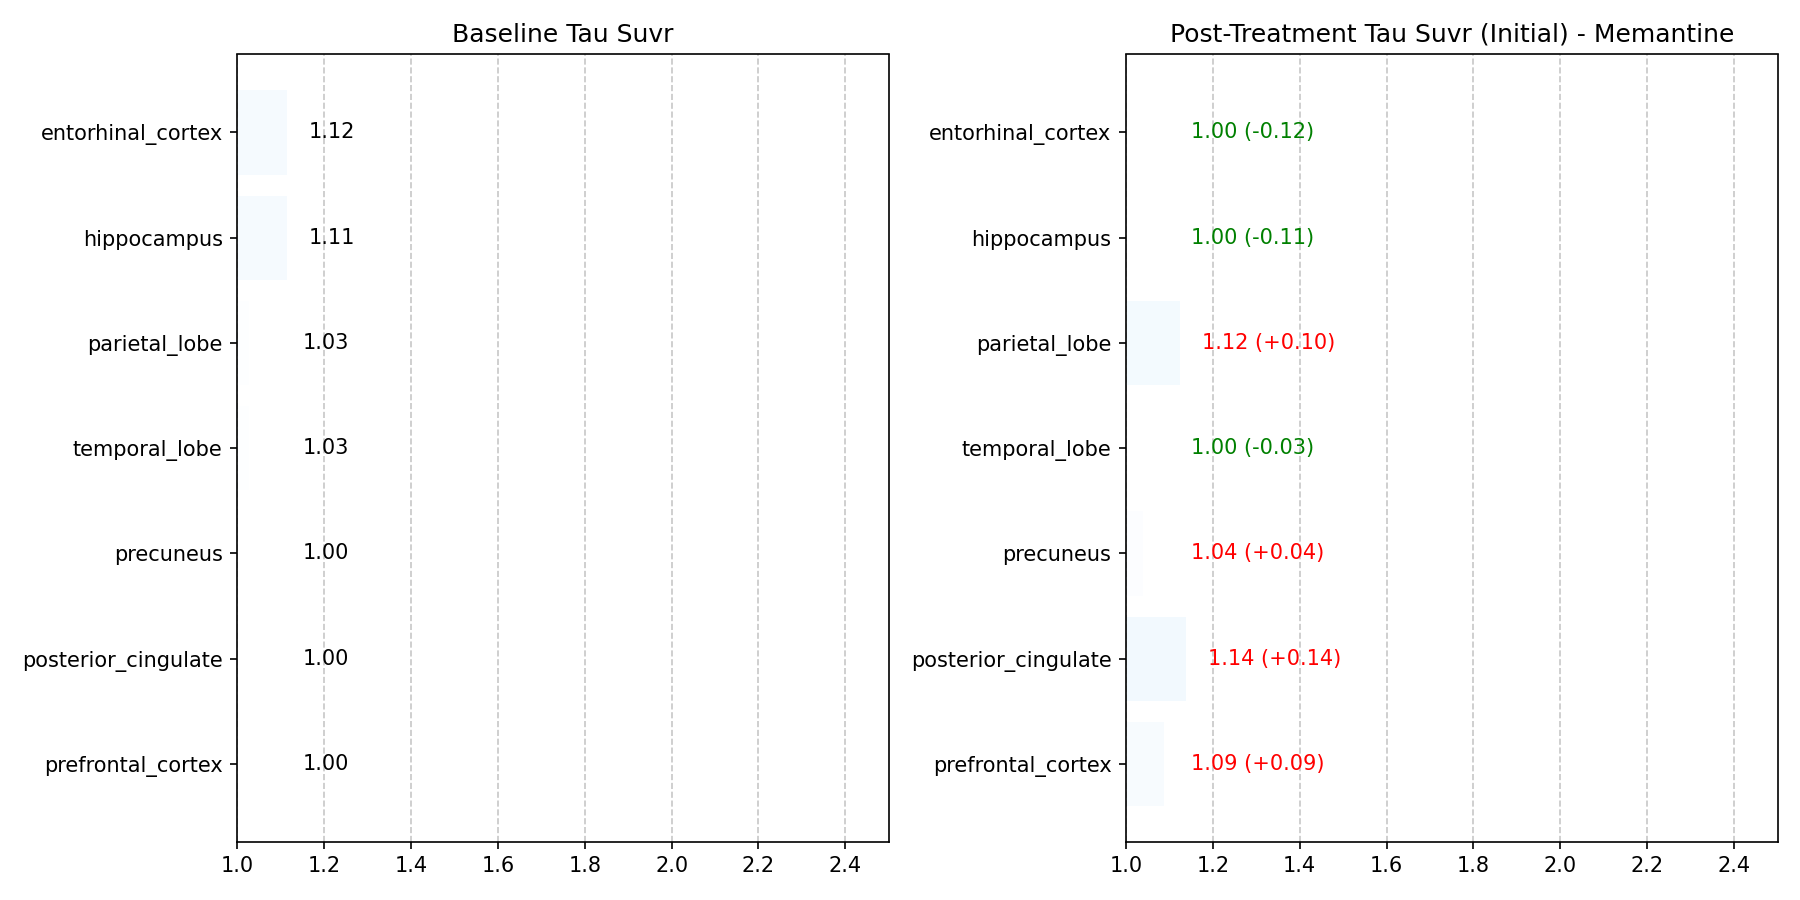 Baseline Tau Suvr
entorhinal_cortex 1.12
hippocampus 1.11
parietal_lobe 1.03
temporal_lobe 1.03
precuneus 1.00
posterior_cingulate 1.00
prefrontal_cortex 1.00
1.0 1.2 1.4 1.6 1.8 2.0 2.2 2.4
Post-Treatment Tau Suvr (Initial) - Memantine
entorhinal_cortex 1.00 (-0.12)
hippocampus 1.00 (-0.11)
parietal_lobe 1.12 (+0.10)
temporal_lobe 1.00 (-0.03)
precuneus 1.04 (+0.04)
posterior_cingulate 1.14 (+0.14)
prefrontal_cortex 1.09 (+0.09)
1.0 1.2 1.4 1.6 1.8 2.0 2.2 2.4